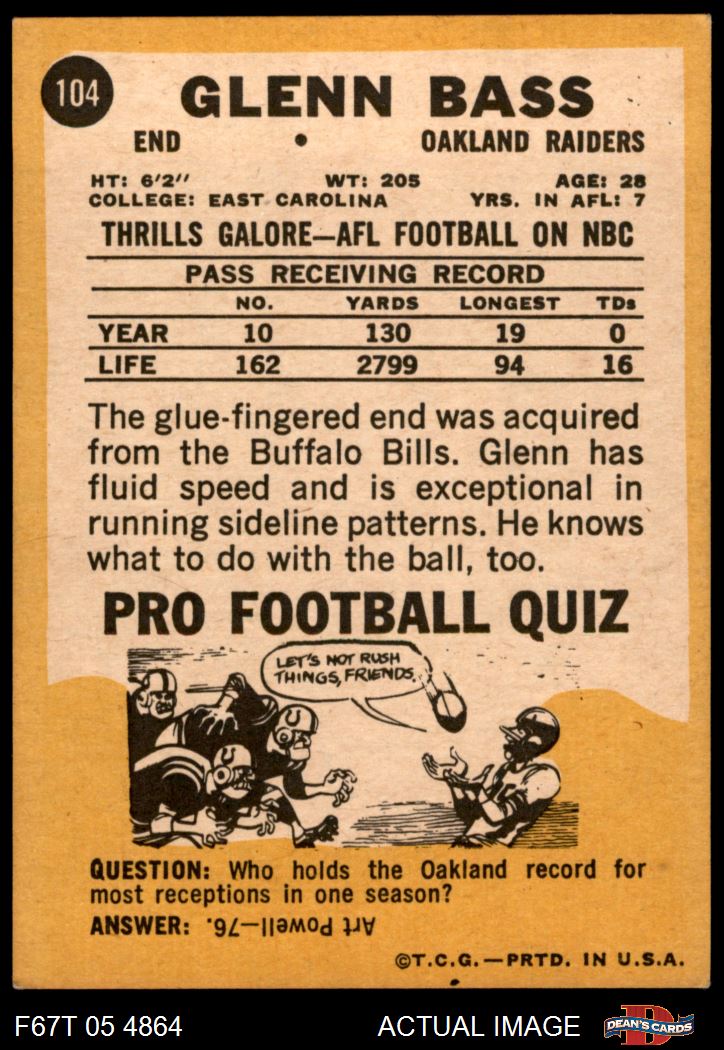 104
GLENN BASS
END • OAKLAND RAIDERS
HT: 6'2" WT: 205 AGE: 28
COLLEGE: EAST CAROLINA YRS. IN AFL: 7
THRILLS GALORE—AFL FOOTBALL ON NBC
PASS RECEIVING RECORD
NO. YARDS LONGEST TDs
YEAR 10 130 19 0
LIFE 162 2799 94 16
The glue-fingered end was acquired
from the Buffalo Bills. Glenn has
fluid speed and is exceptional in
running sideline patterns. He knows
what to do with the ball, too.
PRO FOOTBALL QUIZ
LET'S NOT RUSH
THINGS, FRIENDS.
QUESTION: Who holds the Oakland record for
most receptions in one season?
ANSWER: Art Powell—76.
©T.C.G.—PRTD. IN U.S.A.
F67T 05 4864 ACTUAL IMAGE D DEAN'S CARDS